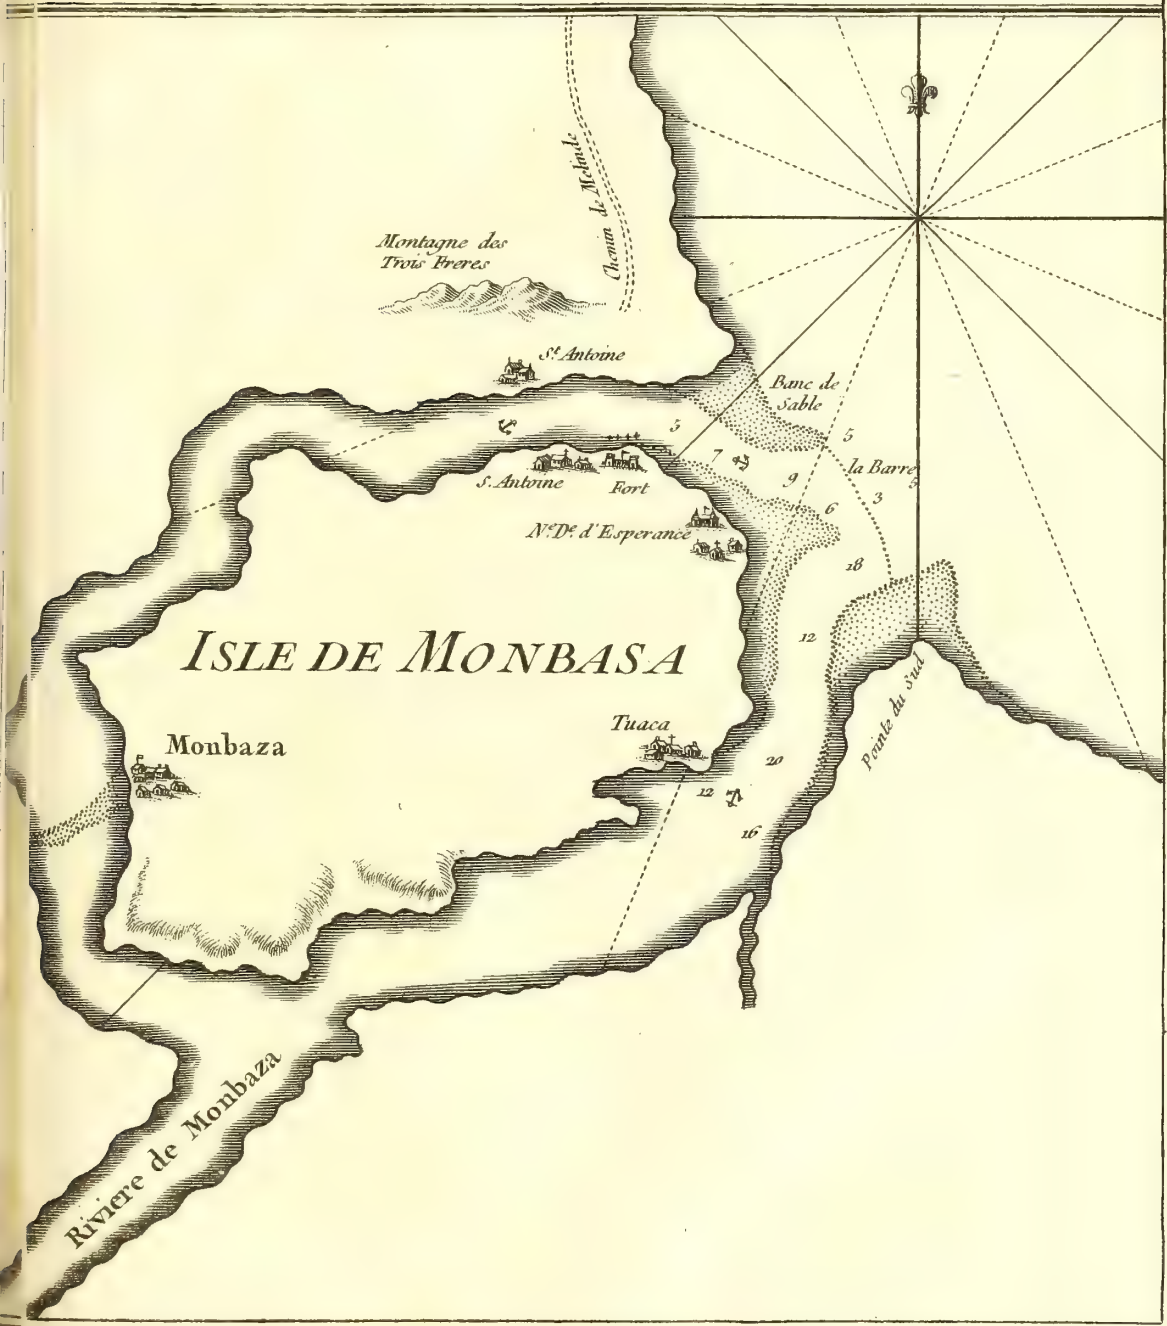 Chemin de Melinde
Montagne des
Trois Freres
St. Antoine
Banc de
Sable
5
5
7
la Barre
5
9
3
S. Antoine
Fort
6
Ne. De. d'Esperance
18
12
ISLE DE MONBASA
Pointe du Sud
Tuaca
Monbaza
20
12
16
Riviere de Monbaza